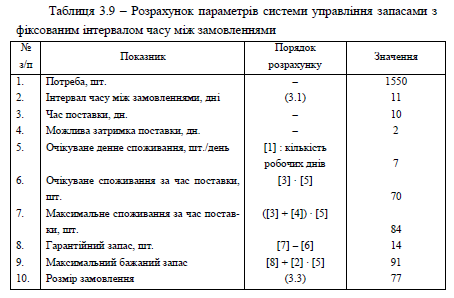 Таблиця 3.9 – Розрахунок параметрів системи управління запасами з
фіксованим інтервалом часу між замовленнями
№ з/п Показник Порядок розрахунку Значення
1. Потреба, шт. – 1550
2. Інтервал часу між замовленнями, дні (3.1) 11
3. Час поставки, дн. – 10
4. Можлива затримка поставки, дн. – 2
5. Очікуване денне споживання, шт./день [1] : кількість
робочих днів 7
6. Очікуване споживання за час поставки, [3] · [5]
шт. 70
7. Максимальне споживання за час постав- ([3] + [4]) · [5]
ки, шт. 84
8. Гарантійний запас, шт. [7] – [6] 14
9. Максимальний бажаний запас [8] + [2] · [5] 91
10. Розмір замовлення (3.3) 77